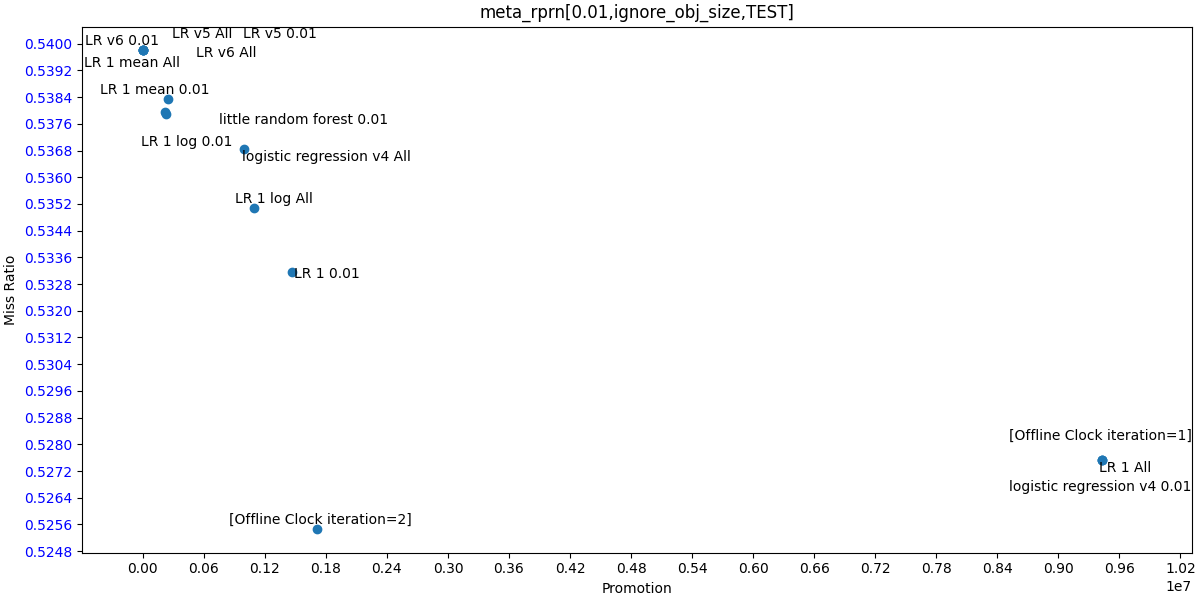 meta_rprn[0.01,ignore_obj_size,TEST]
LR v5 All
LR v5 0.01
LR v6 0.01
LR v6 All
LR 1 mean All
LR 1 mean 0.01
little random forest 0.01
LR 1 log 0.01
logistic regression v4 All
LR 1 log All
LR 1 0.01
[Offline Clock iteration=1]
LR 1 All
logistic regression v4 0.01
[Offline Clock iteration=2]
Miss Ratio
0.5400
0.5392
0.5384
0.5376
0.5368
0.5360
0.5352
0.5344
0.5336
0.5328
0.5320
0.5312
0.5304
0.5296
0.5288
0.5280
0.5272
0.5264
0.5256
0.5248
0.00 0.06 0.12 0.18 0.24 0.30 0.36 0.42 0.48 0.54 0.60 0.66 0.72 0.78 0.84 0.90 0.96 1.02
1e7
Promotion